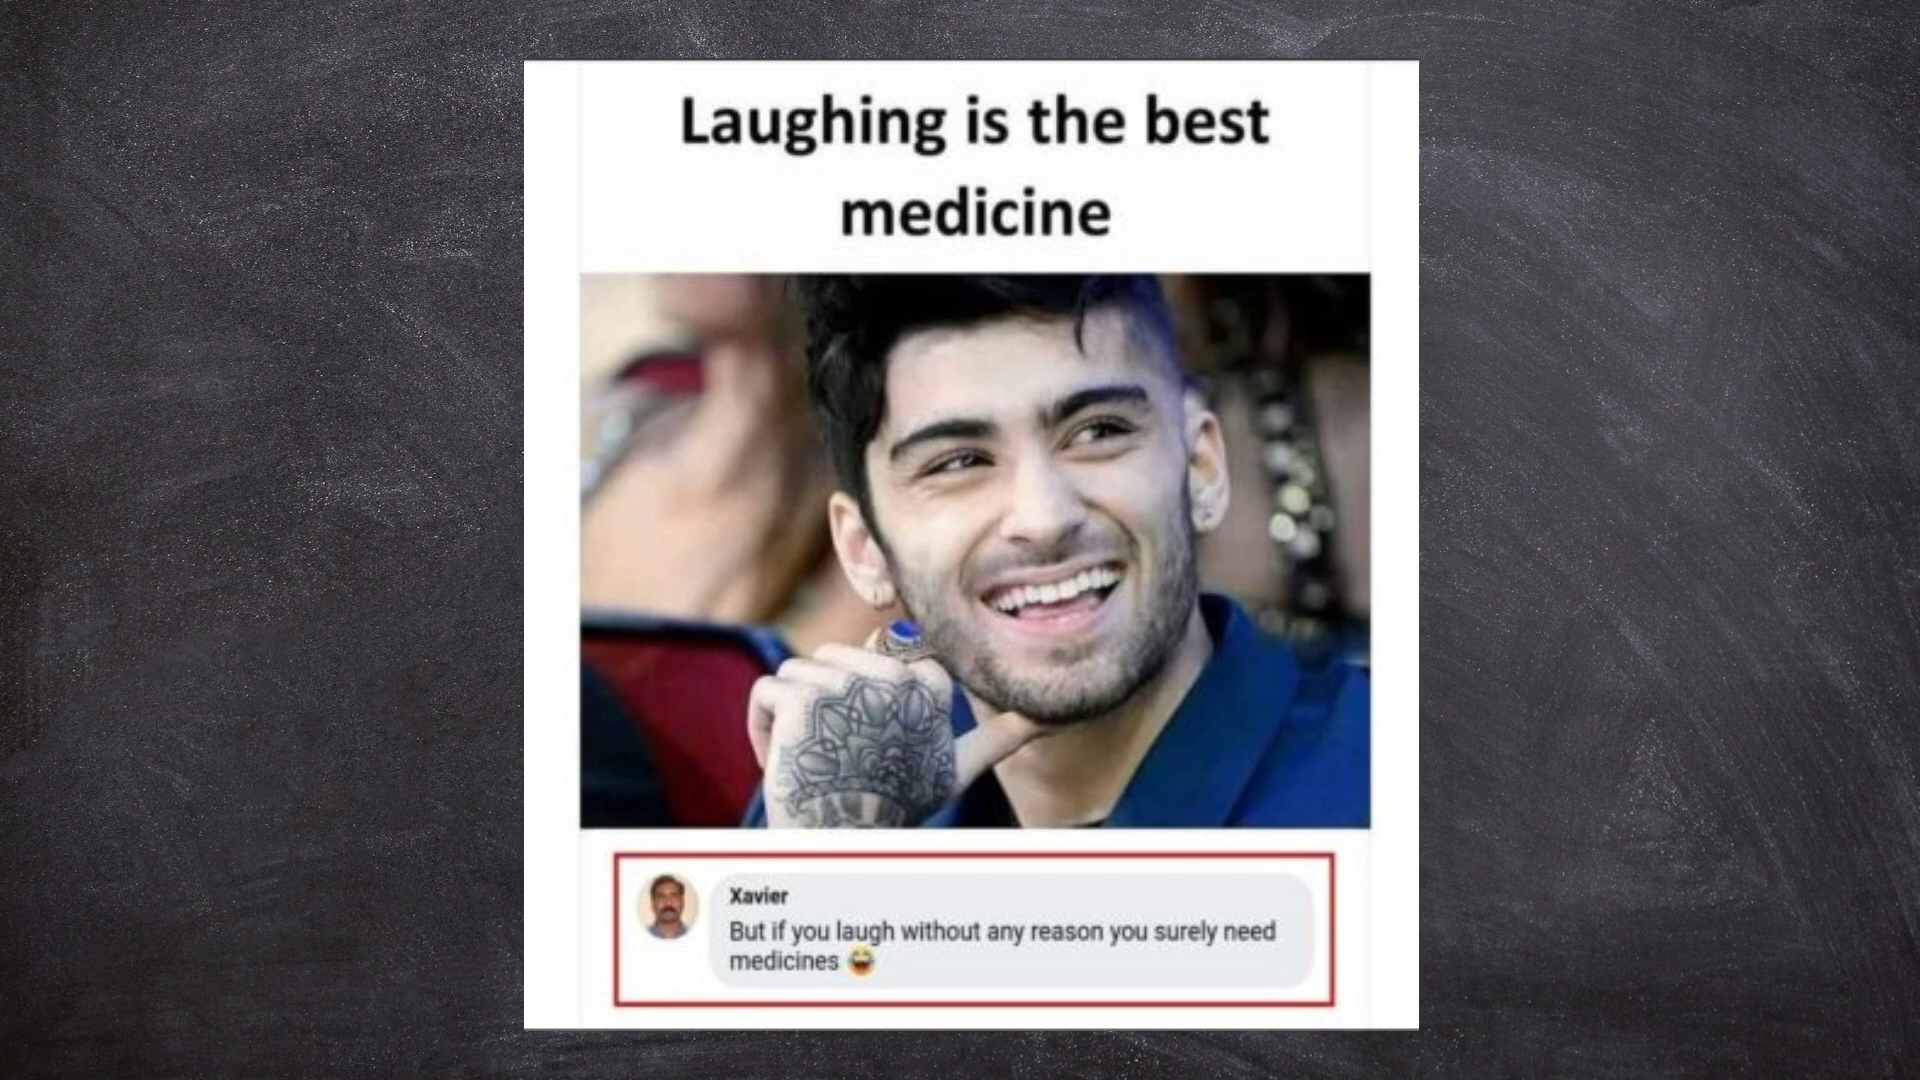 Laughing is the best
medicine
Xavier
But if you laugh without any reason you surely need
medicines 😂